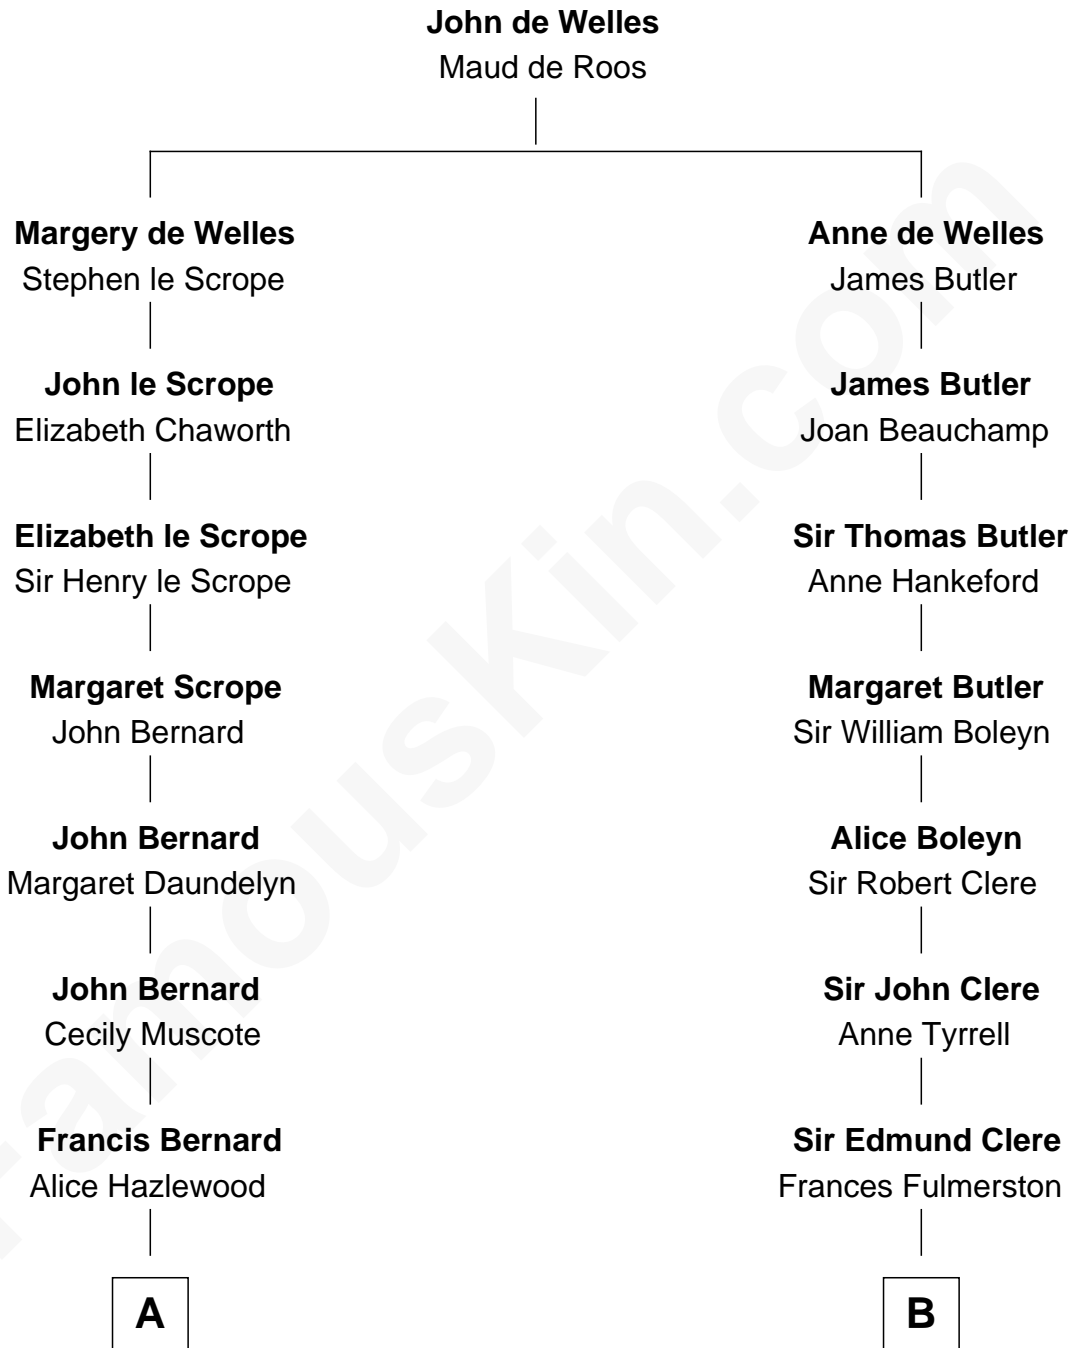 John de Welles
Maud de Roos
Margery de Welles
Stephen le Scrope
Anne de Welles
James Butler
John le Scrope
Elizabeth Chaworth
James Butler
Joan Beauchamp
Elizabeth le Scrope
Sir Henry le Scrope
Sir Thomas Butler
Anne Hankeford
Margaret Scrope
John Bernard
Margaret Butler
Sir William Boleyn
John Bernard
Margaret Daundelyn
Alice Boleyn
Sir Robert Clere
John Bernard
Cecily Muscote
Sir John Clere
Anne Tyrrell
Francis Bernard
Alice Hazlewood
Sir Edmund Clere
Frances Fulmerston
A
B
FamousKin.com